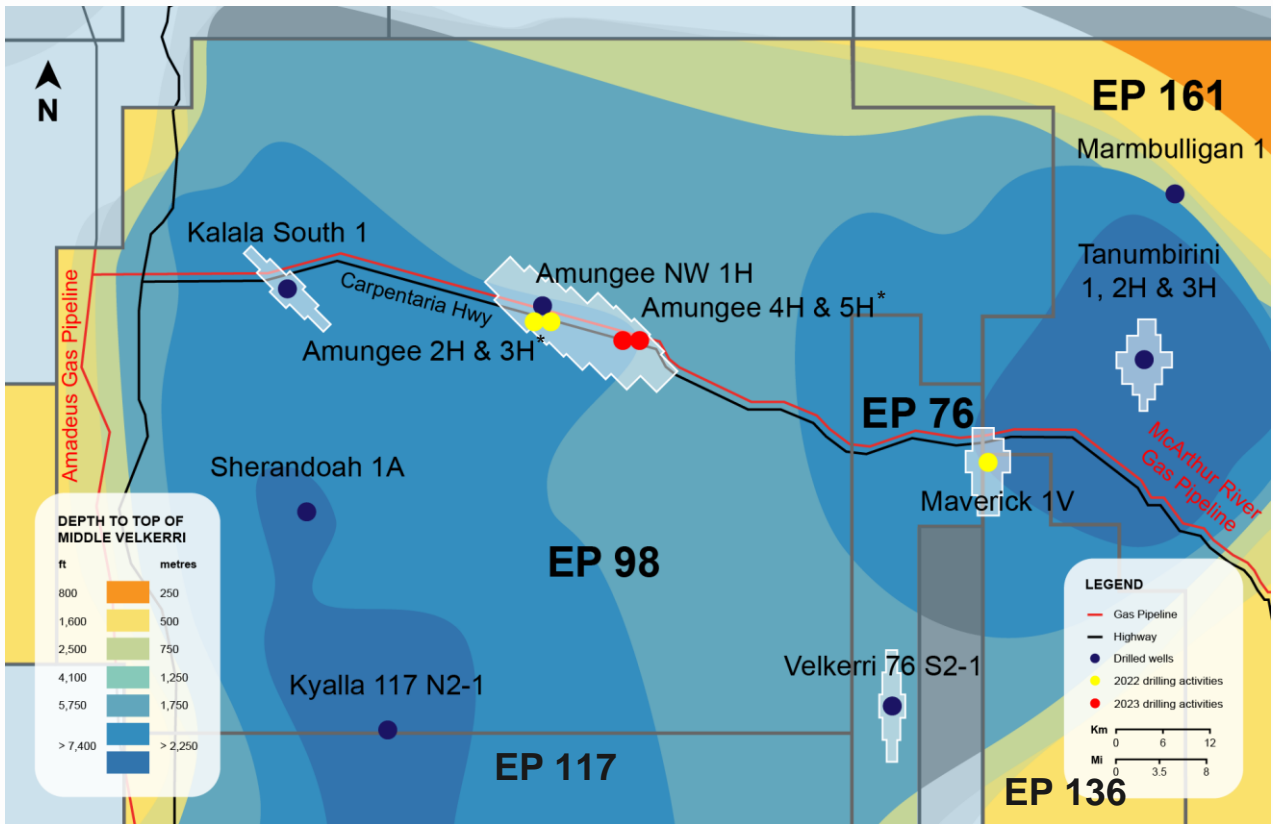 N
EP 161
Marmbulligan 1
Kalala South 1
Amungee NW 1H
Tanumbirini
1, 2H & 3H
Carpentaria Hwy
Amungee 4H & 5H*
Amungee 2H & 3H*
Amadeus Gas Pipeline
EP 76
McArthur River
Gas Pipeline
Sherandoah 1A
Maverick 1V
EP 98
DEPTH TO TOP OF
MIDDLE VELKERRI
ft metres
800 250
1,600 500
2,500 750
4,100 1,250
5,750 1,750
> 7,400 > 2,250
Velkerri 76 S2-1
Kyalla 117 N2-1
EP 117
EP 136
LEGEND
Gas Pipeline
Highway
Drilled wells
2022 drilling activities
2023 drilling activities
Km
0 6 12
Mi
0 3.5 8